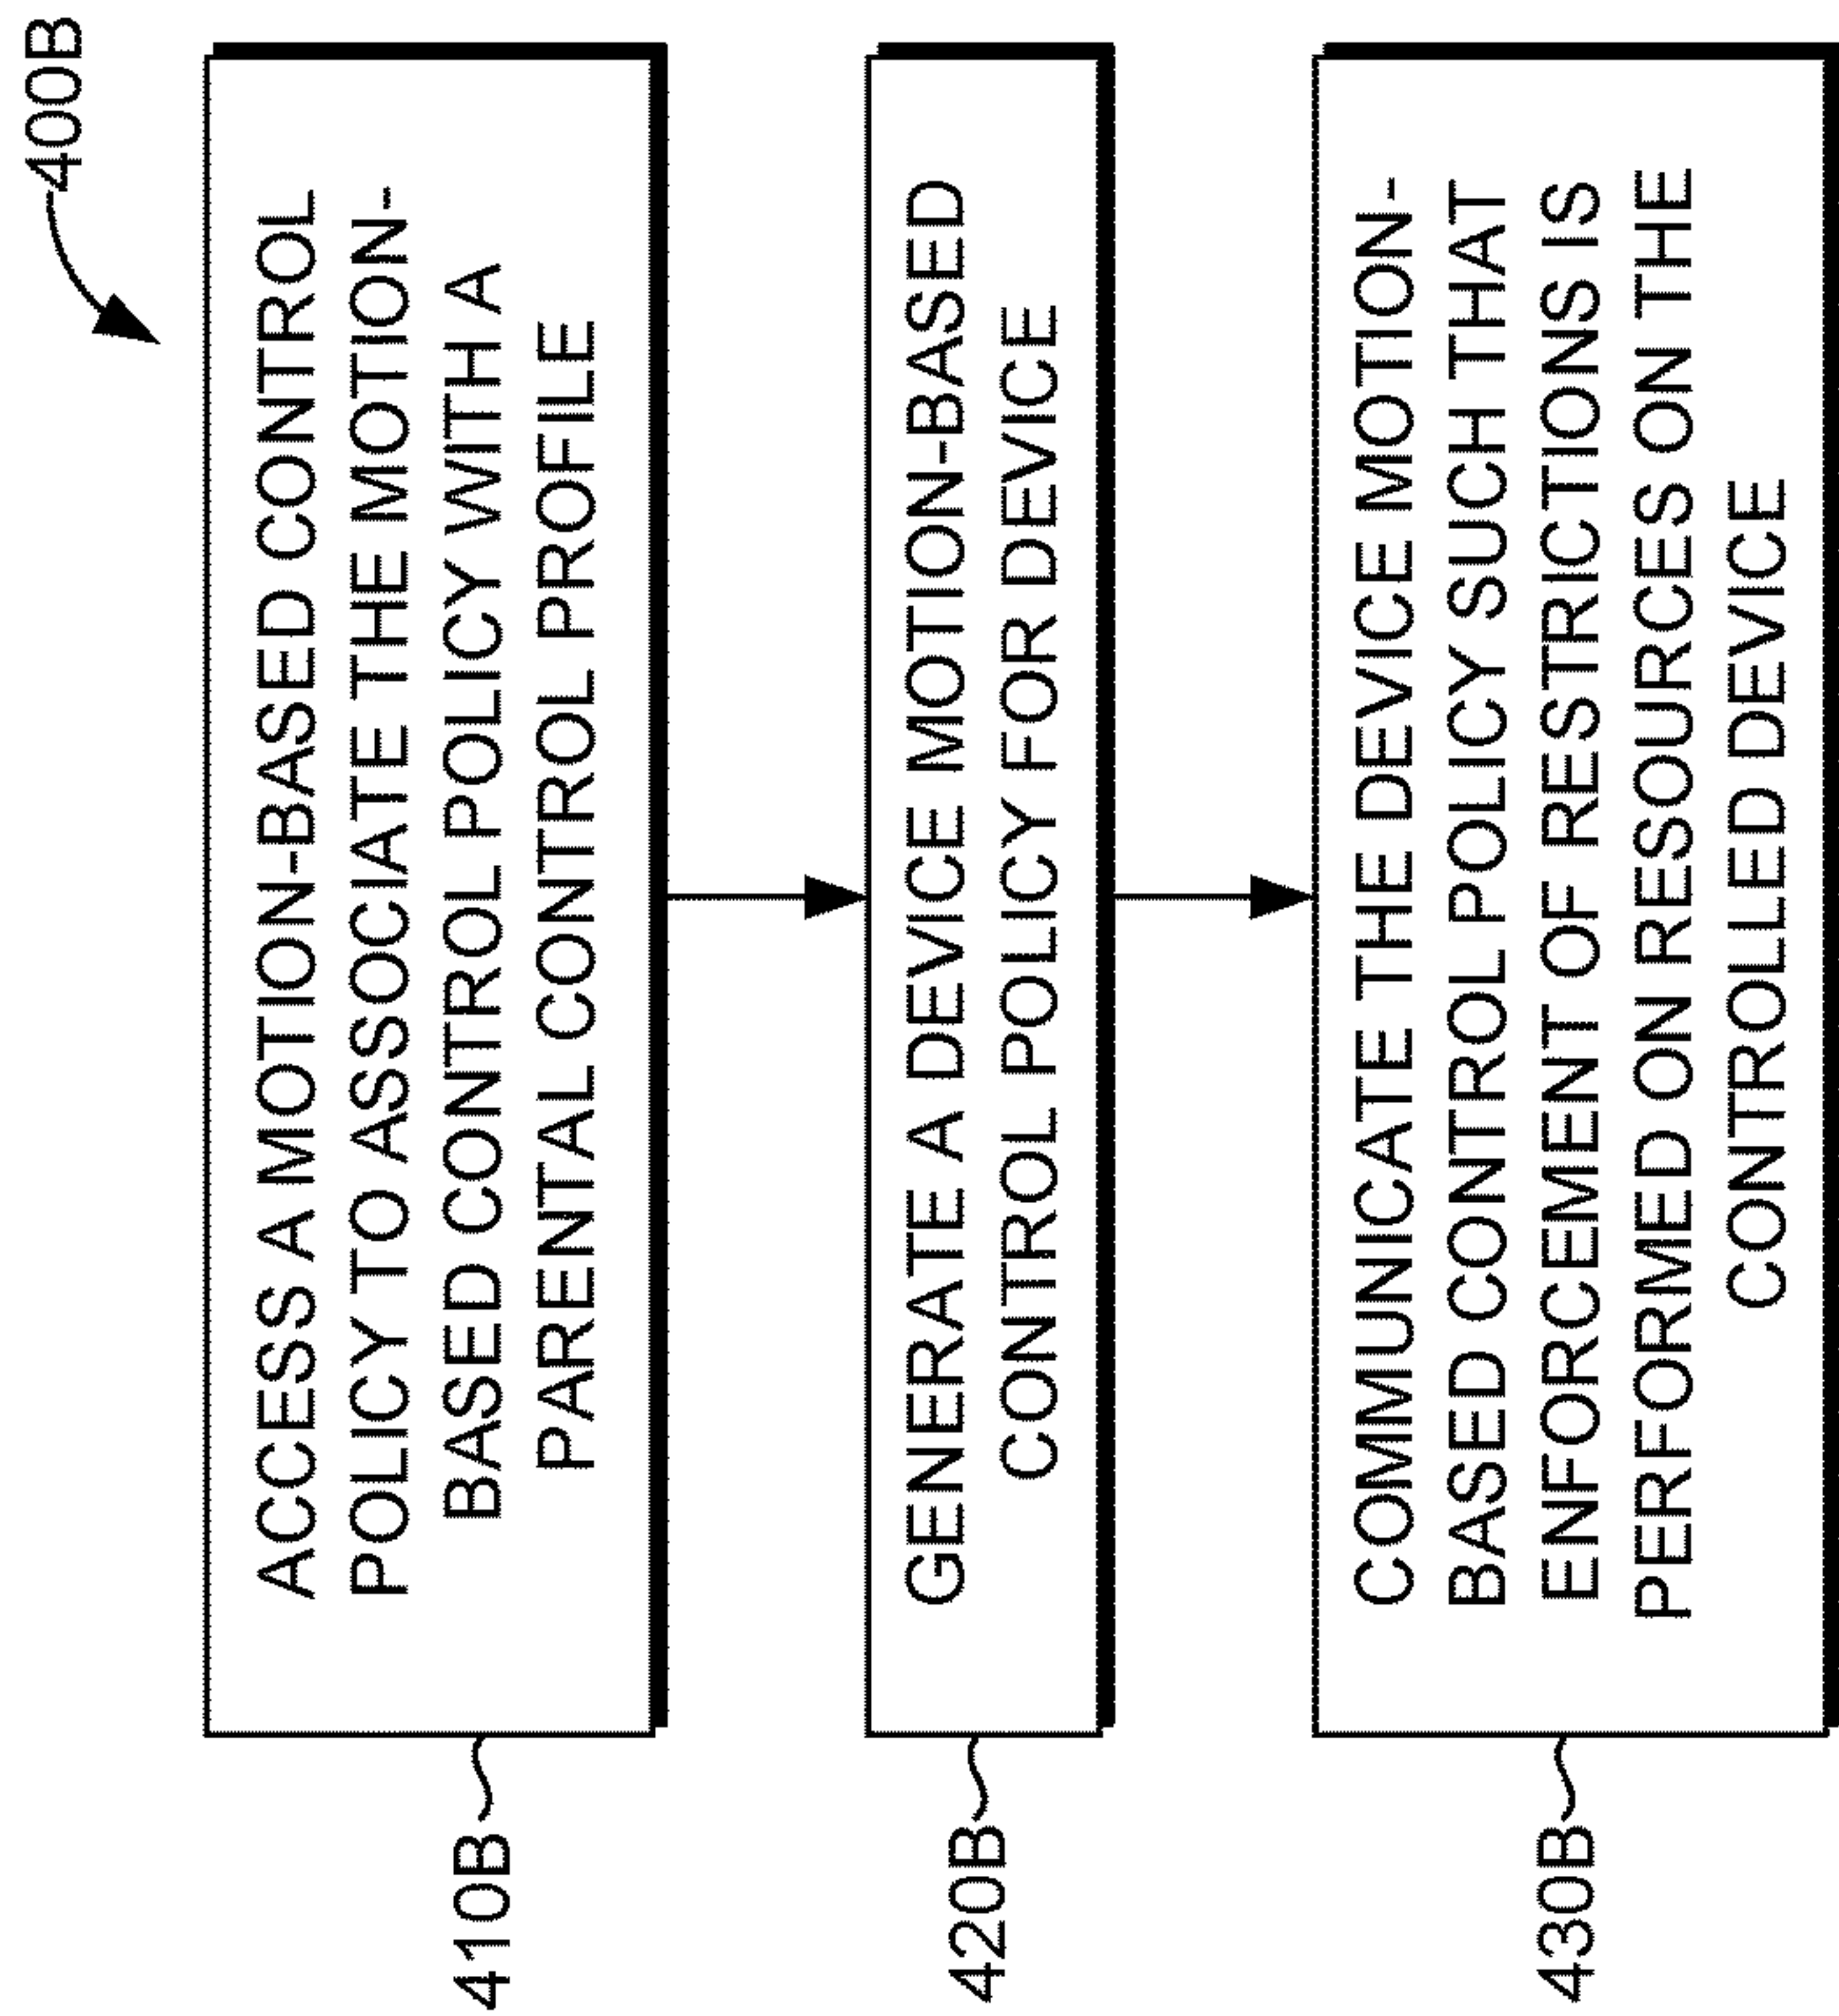 400B
410B
ACCESS A MOTION-BASED CONTROL
POLICY TO ASSOCIATE THE MOTION-
BASED CONTROL POLICY WITH A
PARENTAL CONTROL PROFILE
420B
GENERATE A DEVICE MOTION-BASED
CONTROL POLICY FOR DEVICE
430B
COMMUNICATE THE DEVICE MOTION-
BASED CONTROL POLICY SUCH THAT
ENFORCEMENT OF RESTRICTIONS IS
PERFORMED ON RESOURCES ON THE
CONTROLLED DEVICE